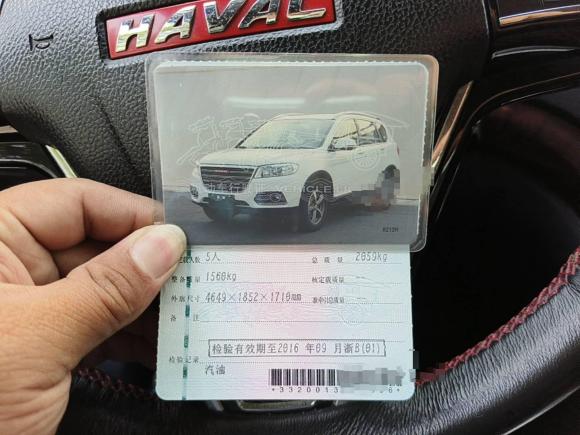 HAVAL
VEHICLE
8212H
定载人数 5人 总质量 2059kg
整备质量 1560kg 核定载质量 --
外廓尺寸 4649×1852×1710mm 准牵引总质量 --
备 注
检验有效期至2016 年09 月浙B(01)
检验记录
汽油
*3320013